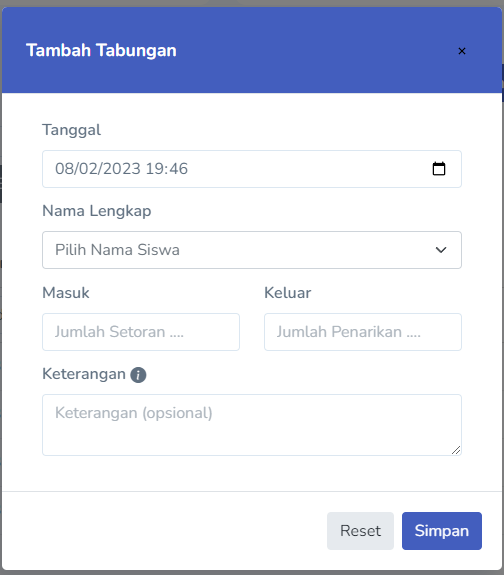 Tambah Tabungan ×
Tanggal
08/02/2023 19:46
Nama Lengkap
Pilih Nama Siswa
Masuk Keluar
Jumlah Setoran .... Jumlah Penarikan ....
Keterangan i
Keterangan (opsional)
Reset Simpan